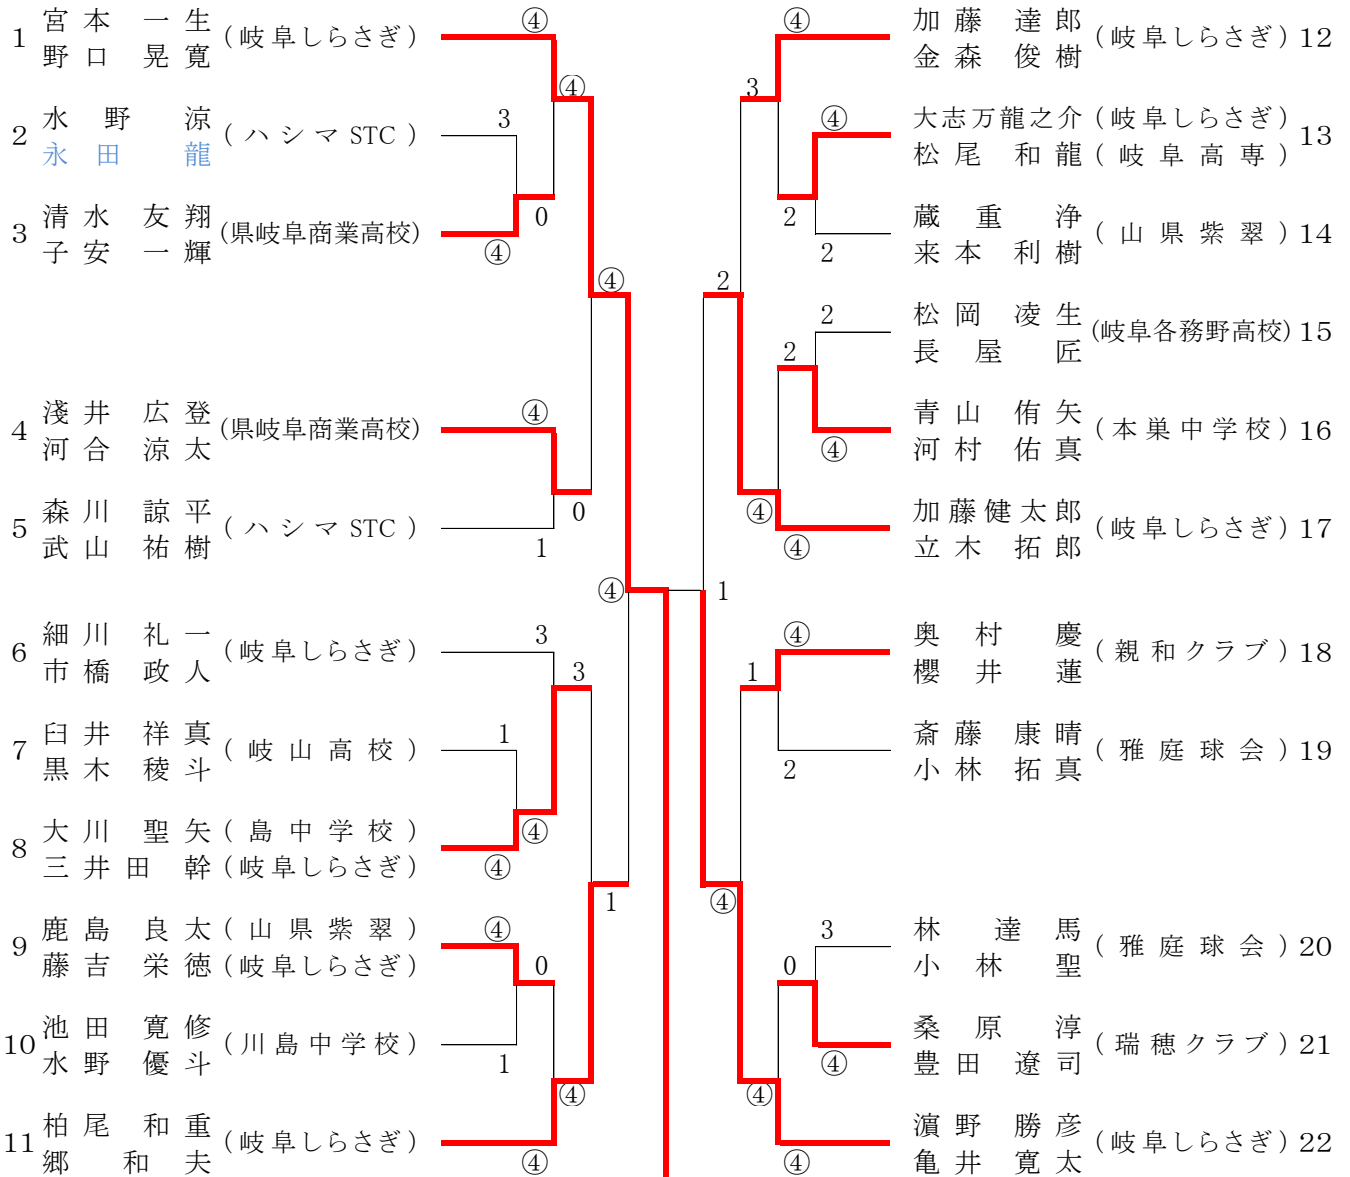 1 宮本一生 (岐阜しらさぎ)
野口晃寛
④
④
2 水野涼 (ハシマSTC)
永田龍
3
0
3 清水友翔 (県岐阜商業高校)
子安一輝
④
④
4 淺井広登 (県岐阜商業高校)
河合涼太
④
0
5 森川諒平 (ハシマSTC)
武山祐樹
1
④
6 細川礼一 (岐阜しらさぎ)
市橋政人
3
3
7 臼井祥真 (岐山高校)
黒木稜斗
1
④
8 大川聖矢 (島中学校)
三井田幹 (岐阜しらさぎ)
④
1
9 鹿島良太 (山県紫翠)
藤吉栄徳 (岐阜しらさぎ)
④
0
10 池田寛修 (川島中学校)
水野優斗
1
④
11 柏尾和重 (岐阜しらさぎ)
郷和夫
④
④
加藤達郎 (岐阜しらさぎ) 12
金森俊樹
3
④
大志万龍之介 (岐阜しらさぎ) 13
松尾和龍 (岐阜高専)
2
2
蔵重浄 (山県紫翠) 14
来本利樹
2
2
松岡凌生 (岐阜各務野高校) 15
長屋匠
2
④
青山侑矢 (本巣中学校) 16
河村佑真
④
④
加藤健太郎 (岐阜しらさぎ) 17
立木拓郎
1
④
奥村慶 (親和クラブ) 18
櫻井蓮
1
2
斎藤康晴 (雅庭球会) 19
小林拓真
④
3
林達馬 (雅庭球会) 20
小林聖
0
④
桑原淳 (瑞穂クラブ) 21
豊田遼司
④
④
濵野勝彦 (岐阜しらさぎ) 22
亀井寛太